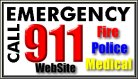 CALL
EMERGENCY
911
Fire
Police
WebSite
Medical